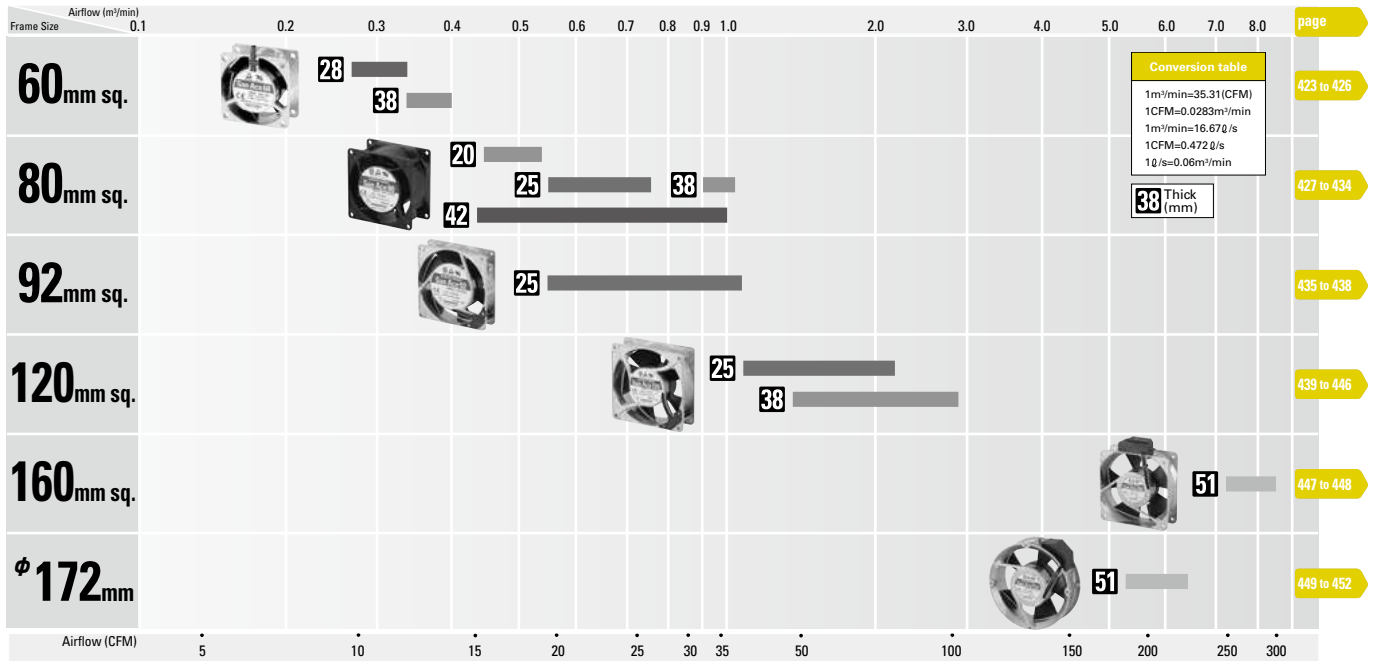 Airflow (m³/min)
Frame Size
0.1 0.2 0.3 0.4 0.5 0.6 0.7 0.8 0.9 1.0 2.0 3.0 4.0 5.0 6.0 7.0 8.0
page
60mm sq.
28
38
423 to 426
Conversion table
1m³/min=35.31(CFM)
1CFM=0.0283m³/min
1m³/min=16.67ℓ/s
1CFM=0.472ℓ/s
1ℓ/s=0.06m³/min
38 Thick
(mm)
80mm sq.
20
25 38
42
427 to 434
92mm sq.
25
435 to 438
120mm sq.
25
38
439 to 446
160mm sq.
51
447 to 448
φ172mm
51
449 to 452
Airflow (CFM)
5 10 15 20 25 30 35 50 100 150 200 250 300